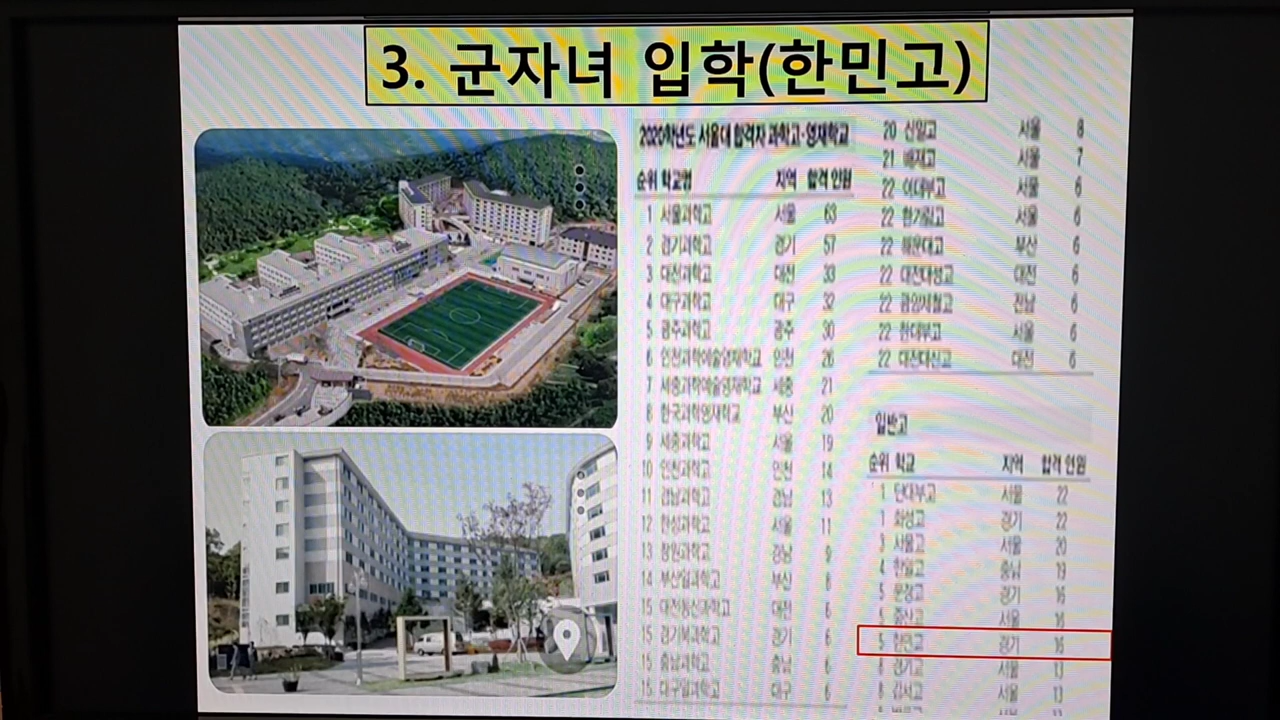 3. 군자녀 입학(한민고)
2020학년도 서울대 합격자 과학고·영재학교
순위 학교명 지역 합격 인원
1 서울과학고 서울 63
2 경기과학고 경기 57
3 대전과학고 대전 33
4 대구과학고 대구 32
5 광주과학고 광주 30
6 인천과학예술영재학교 인천 26
7 세종과학예술영재학교 세종 21
8 한국과학영재학교 부산 20
9 세종과학고 서울 19
10 인천과학고 인천 14
11 경남과학고 경남 13
12 한성과학고 서울 11
13 창원과학고 경남 9
14 부산일과학고 부산 8
15 대전동신과학고 대전 6
15 경기북과학고 경기 6
15 충남과학고 충남 6
15 대구일과학고 대구 6
20 신일고 서울 8
21 배재고 서울 7
22 이대부고 서울 6
22 서울 6
22 해운대고 부산 6
22 대전대성고 대전 6
22 광양제철고 전남 6
22 한대부고 서울 6
22 대전대신고 대전 6
일반고
순위 학교 지역 합격 인원
1 단대부고 서울 22
1 화성고 경기 22
3 서울고 서울 20
4 한일고 충남 19
5 운정고 경기 16
5 중산고 서울 16
5 한민고 경기 16
8 경기고 서울 13
8 강서고 서울 13